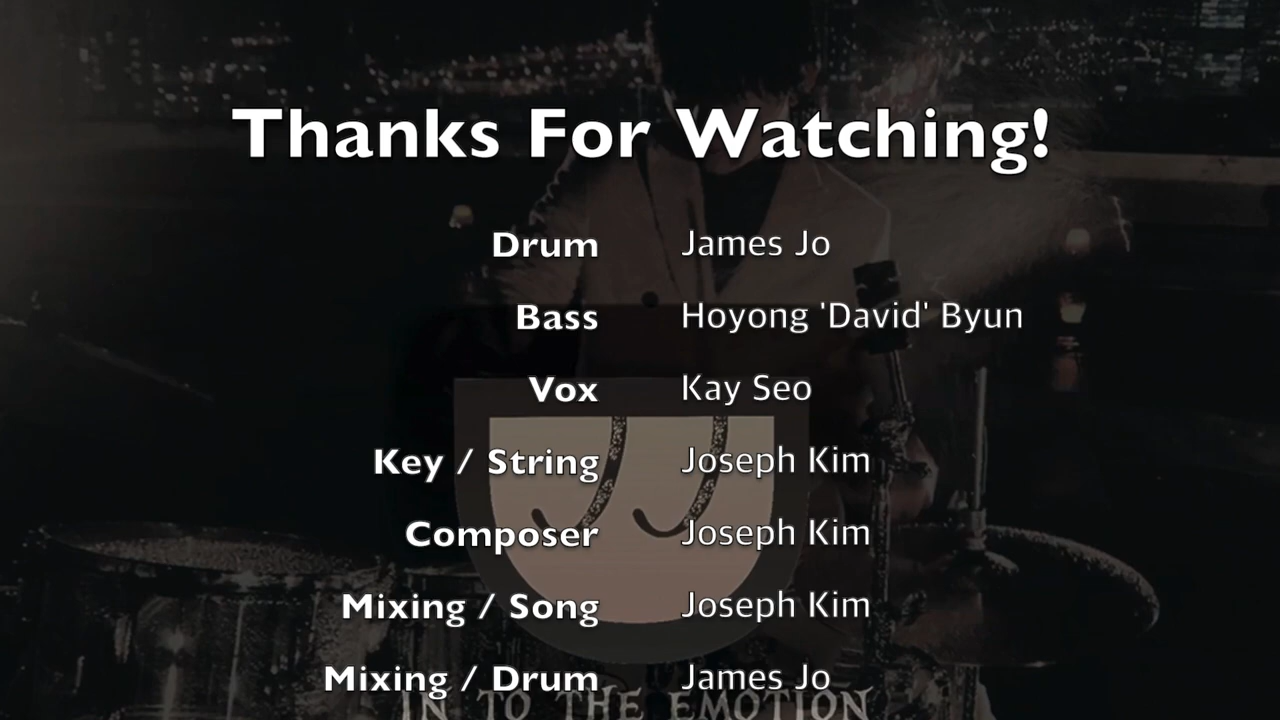 Thanks For Watching!
Drum James Jo
Bass Hoyong 'David' Byun
Vox Kay Seo
Key / String Joseph Kim
Composer Joseph Kim
Mixing / Song Joseph Kim
Mixing / Drum James Jo
IN TO THE EMOTION